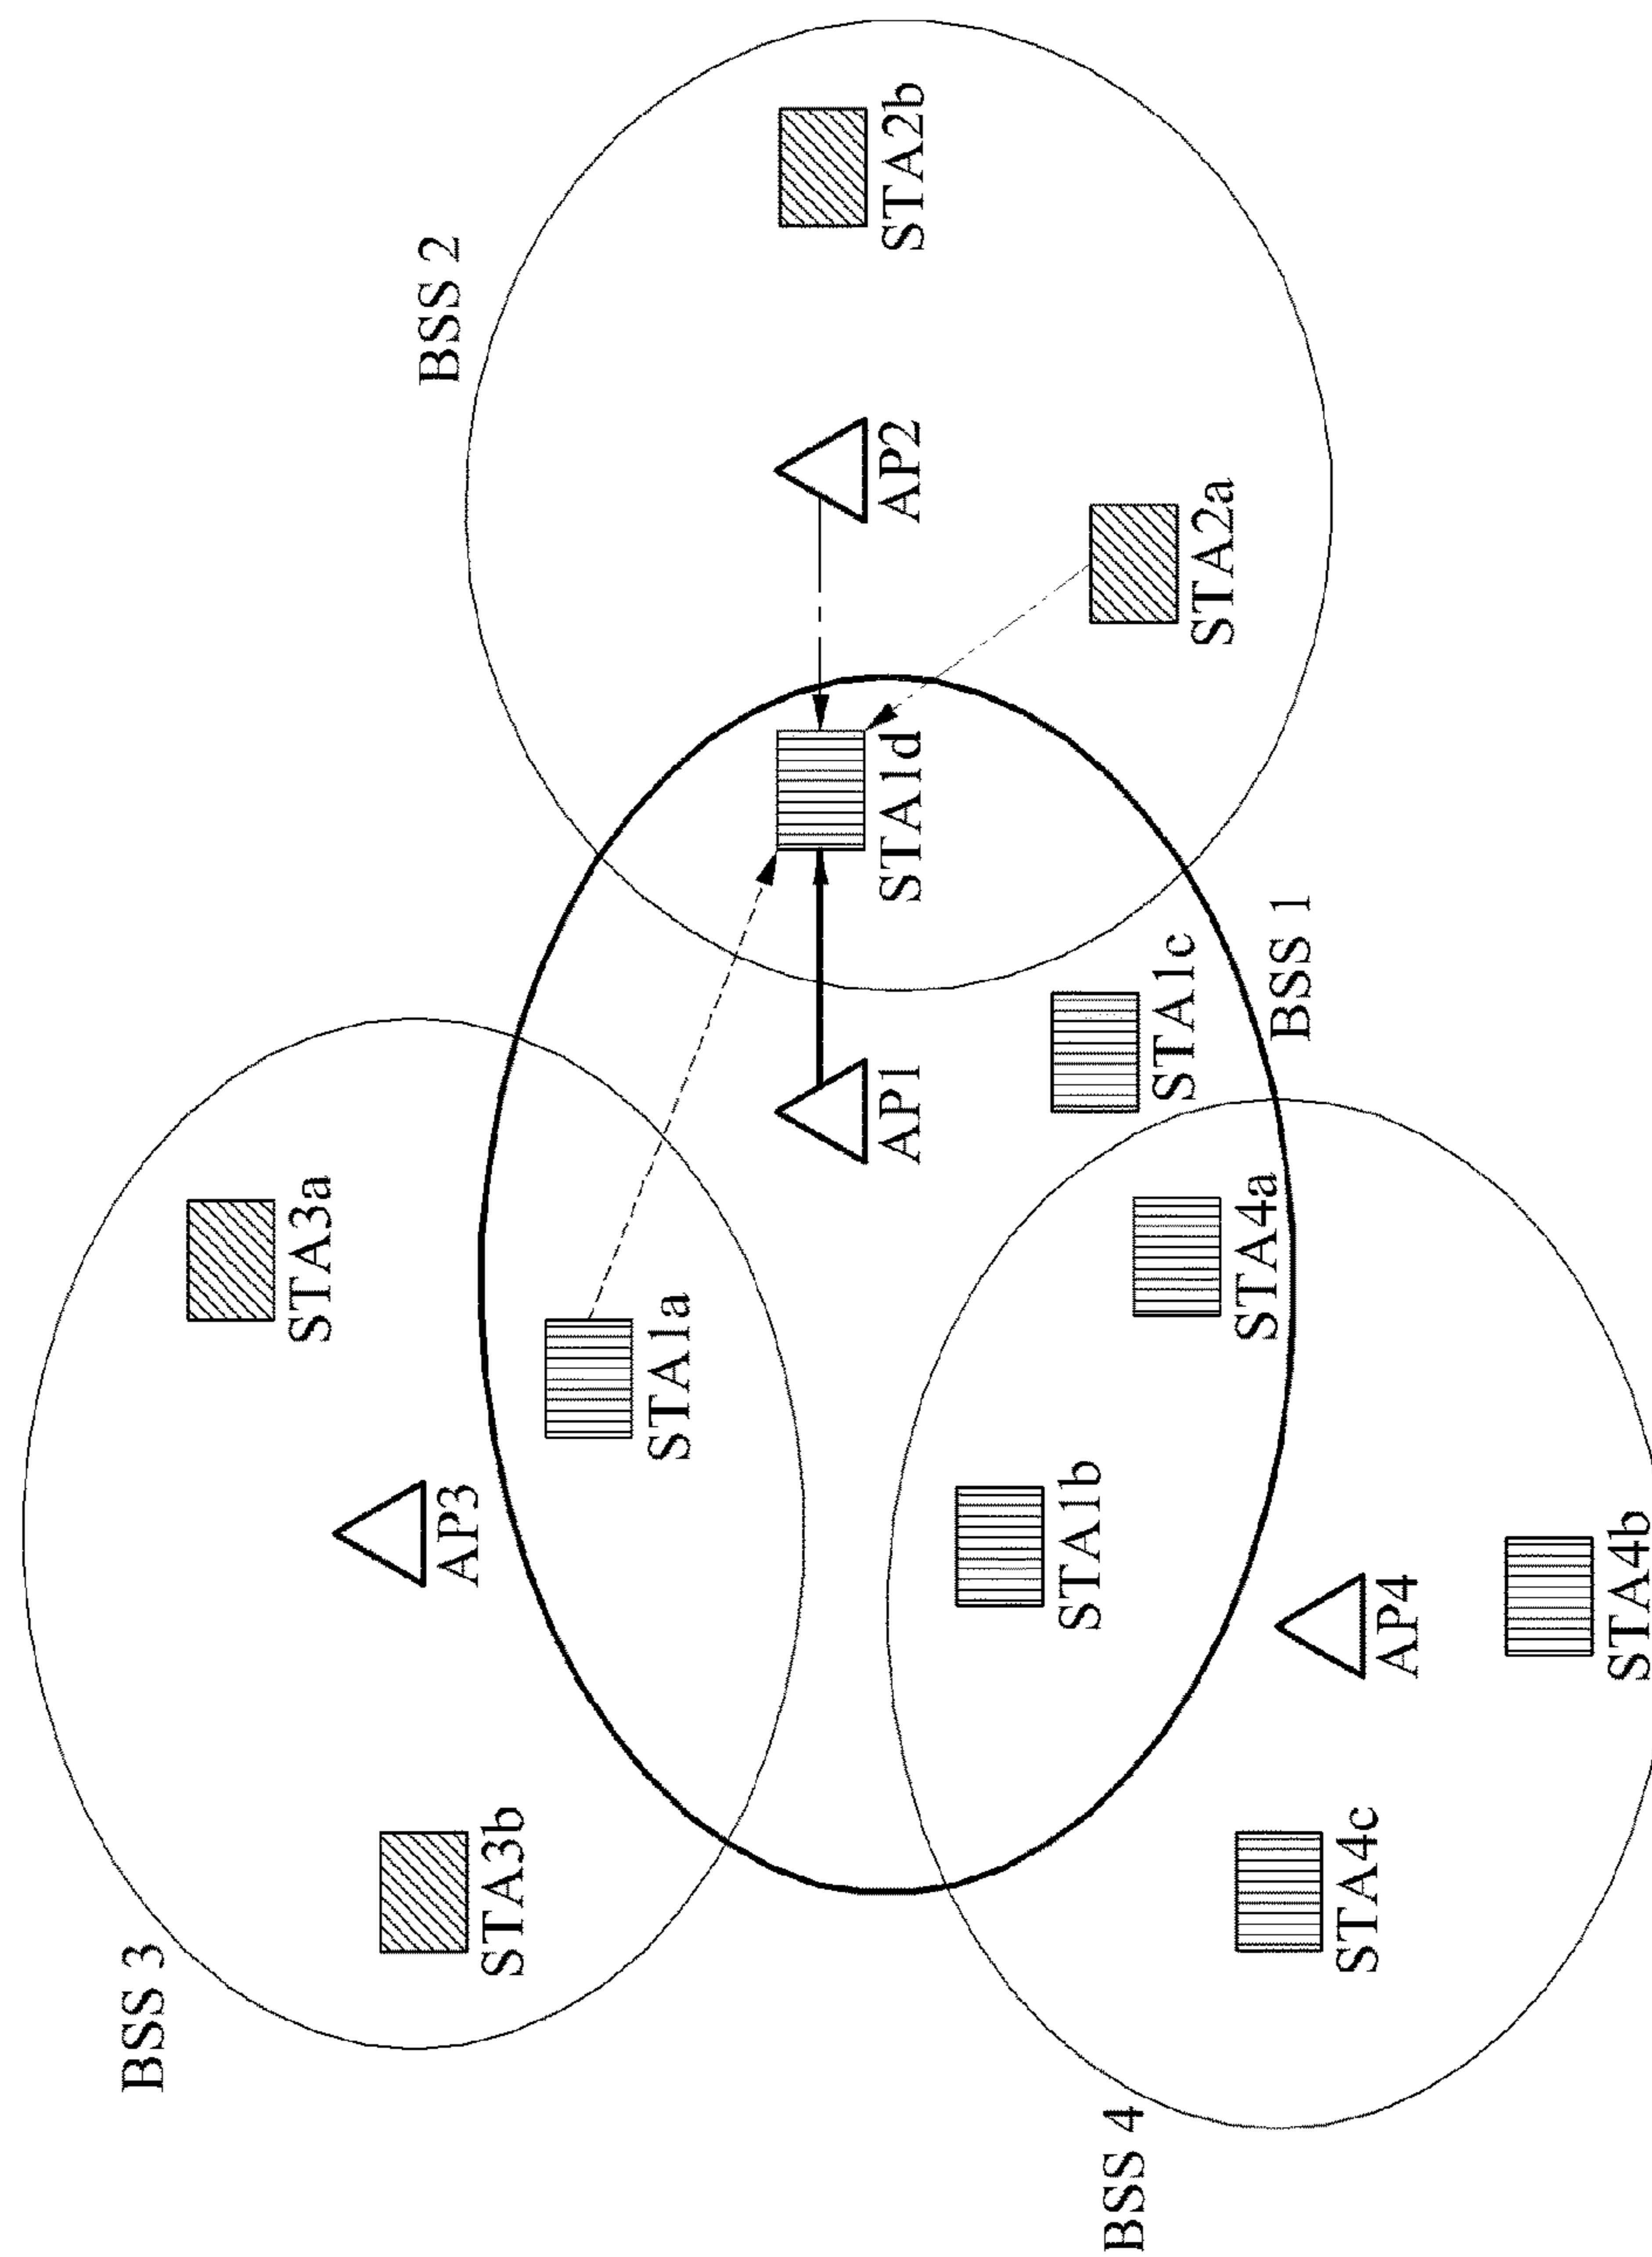 BSS 3
STA3a
BSS 2
AP3
STA3b
STA1a
AP1
STA1d
AP2
STA2b
STA1b
BSS 4
STA1c
STA2a
STA4a
BSS 1
STA4c
AP4
STA4b